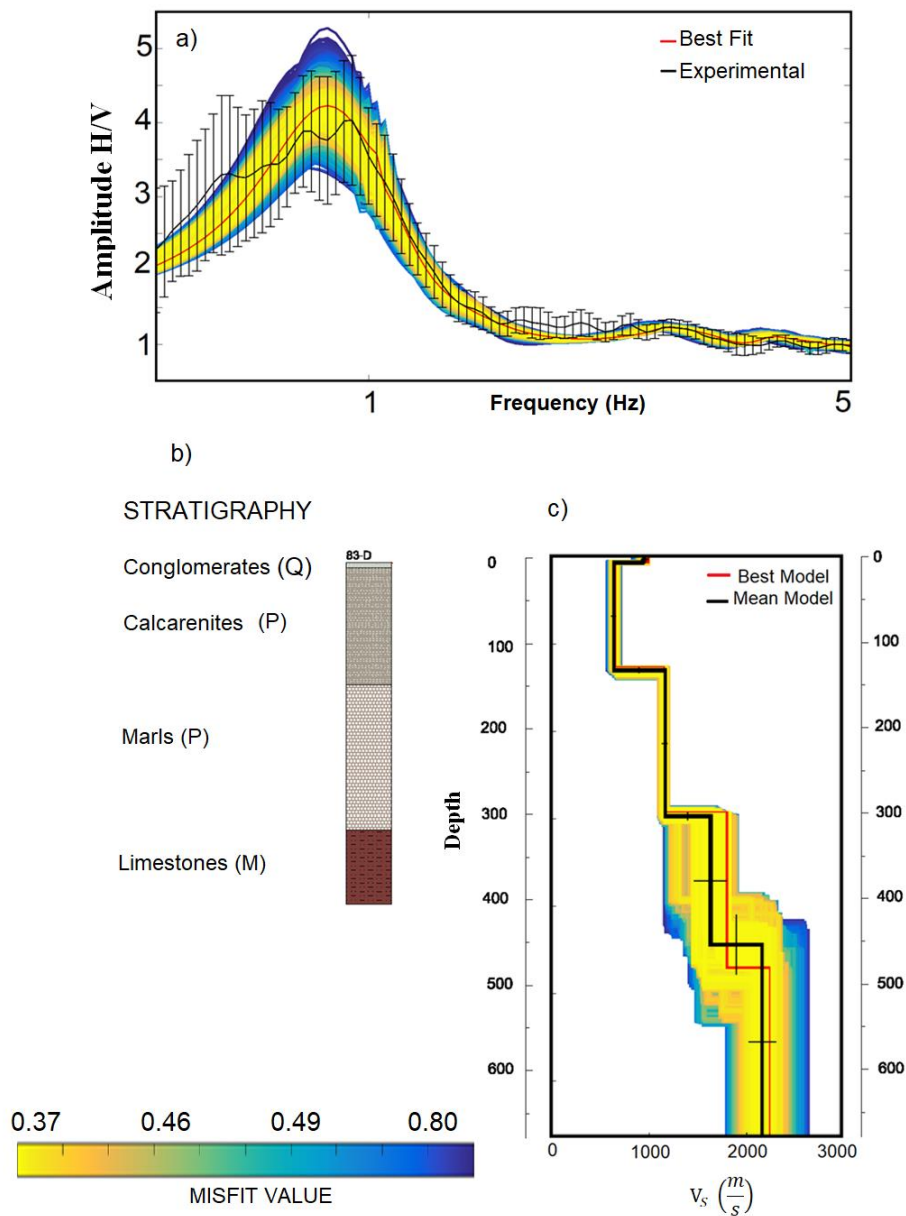 a)
Best Fit
Experimental
5
4
3
2
1
Amplitude H/V
1
5
Frequency (Hz)
b)
STRATIGRAPHY
83-D
Conglomerates (Q)
Calcarenites (P)
Marls (P)
Limestones (M)
c)
Best Model
Mean Model
0
100
200
300
400
500
600
Depth
0
100
200
300
400
500
600
0
1000
2000
3000
V_S (m/s)
0.37
0.46
0.49
0.80
MISFIT VALUE